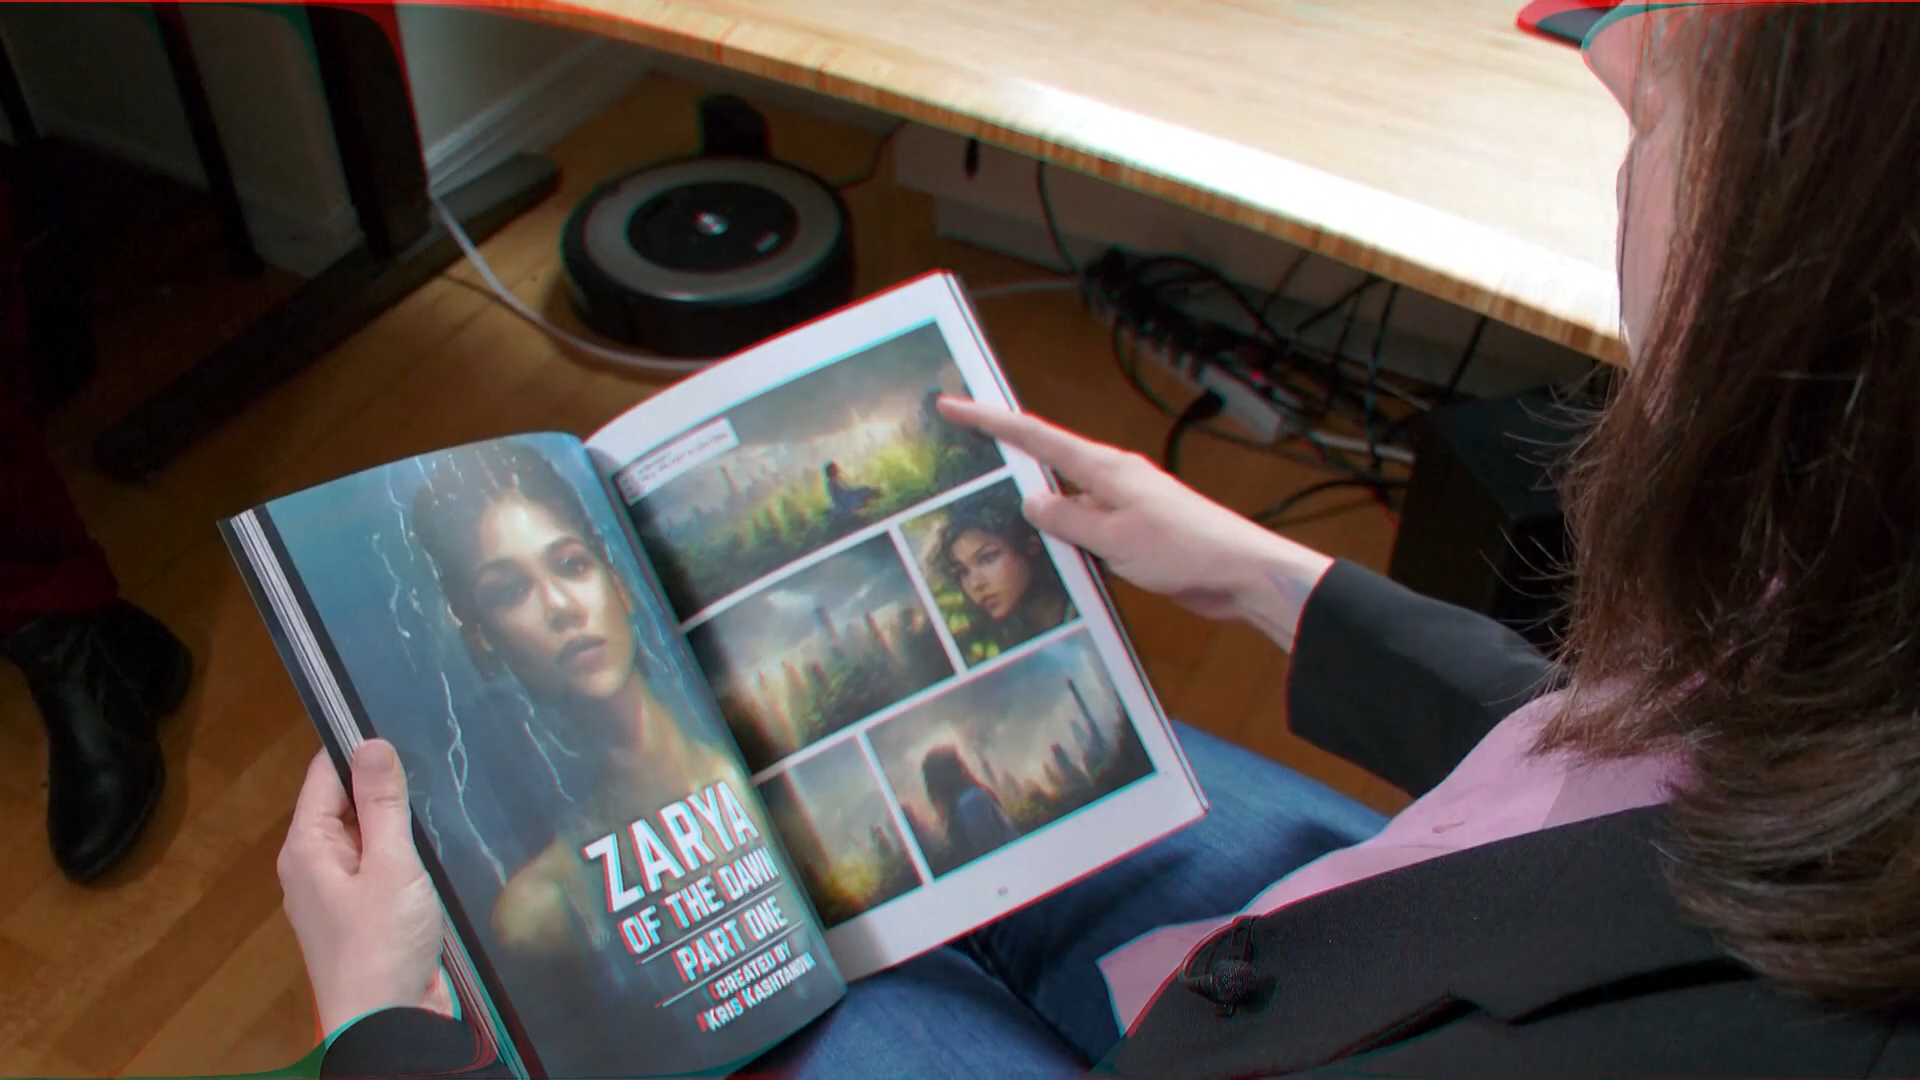 ZARYA
OF THE DAWN
PART ONE
CREATED BY
KRIS KASHTANOVA